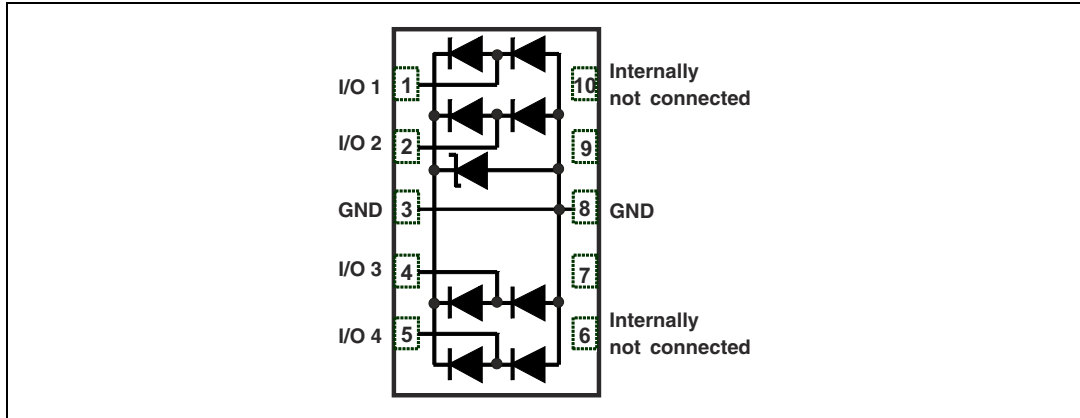 I/O 1 1 10 Internally
not connected
I/O 2 2 9
GND 3 8 GND
I/O 3 4 7
I/O 4 5 6 Internally
not connected